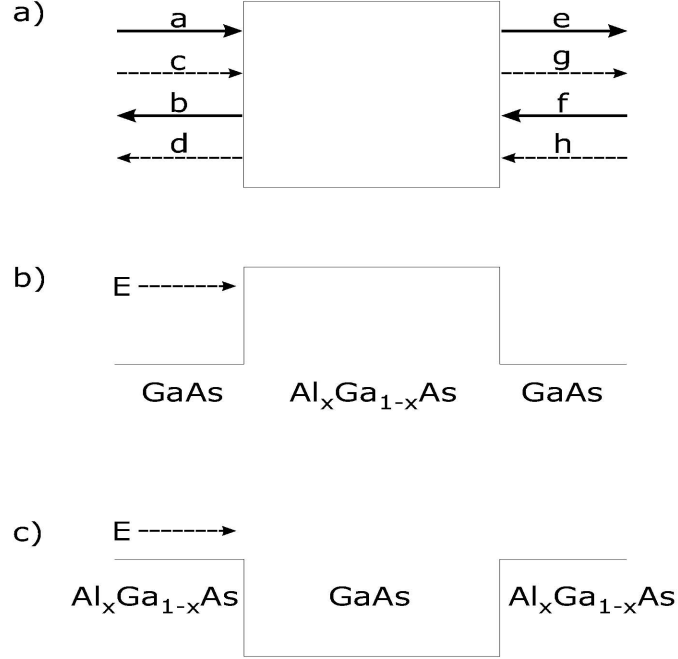 a)
a e
c g
b f
d h
b)
E
GaAs AlₓGa₁₋ₓAs GaAs
c)
E
AlₓGa₁₋ₓAs GaAs AlₓGa₁₋ₓAs